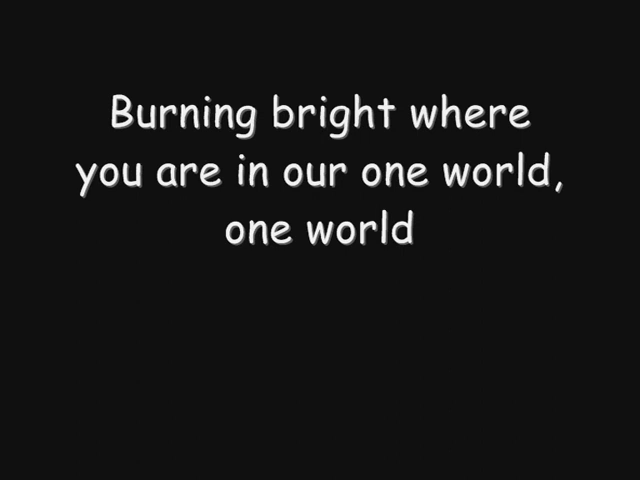 Burning bright where
you are in our one world,
one world